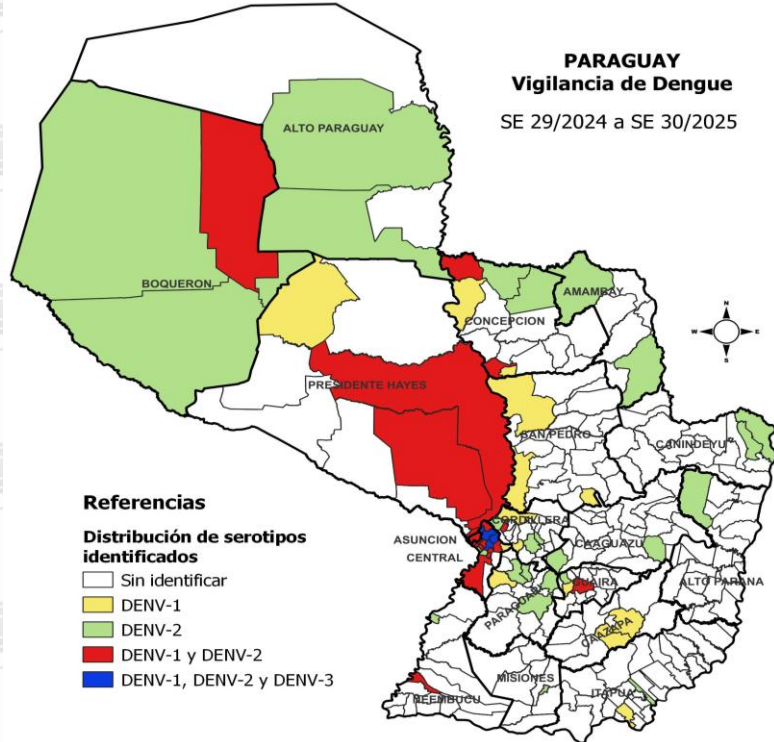 PARAGUAY
Vigilancia de Dengue
SE 29/2024 a SE 30/2025
ALTO PARAGUAY
BOQUERON
AMAMBAY
CONCEPCION
N
W
E
S
PRESIDENTE HAYES
SAN PEDRO
CANINDEYU
CORDILLERA
ASUNCION
CENTRAL
CAAGUAZU
GUAIRA
ALTO PARANA
PARAGUARI
CAAZAPA
MISIONES
ITAPUA
ÑEEMBUCU
Referencias
Distribución de serotipos
identificados
Sin identificar
DENV-1
DENV-2
DENV-1 y DENV-2
DENV-1, DENV-2 y DENV-3